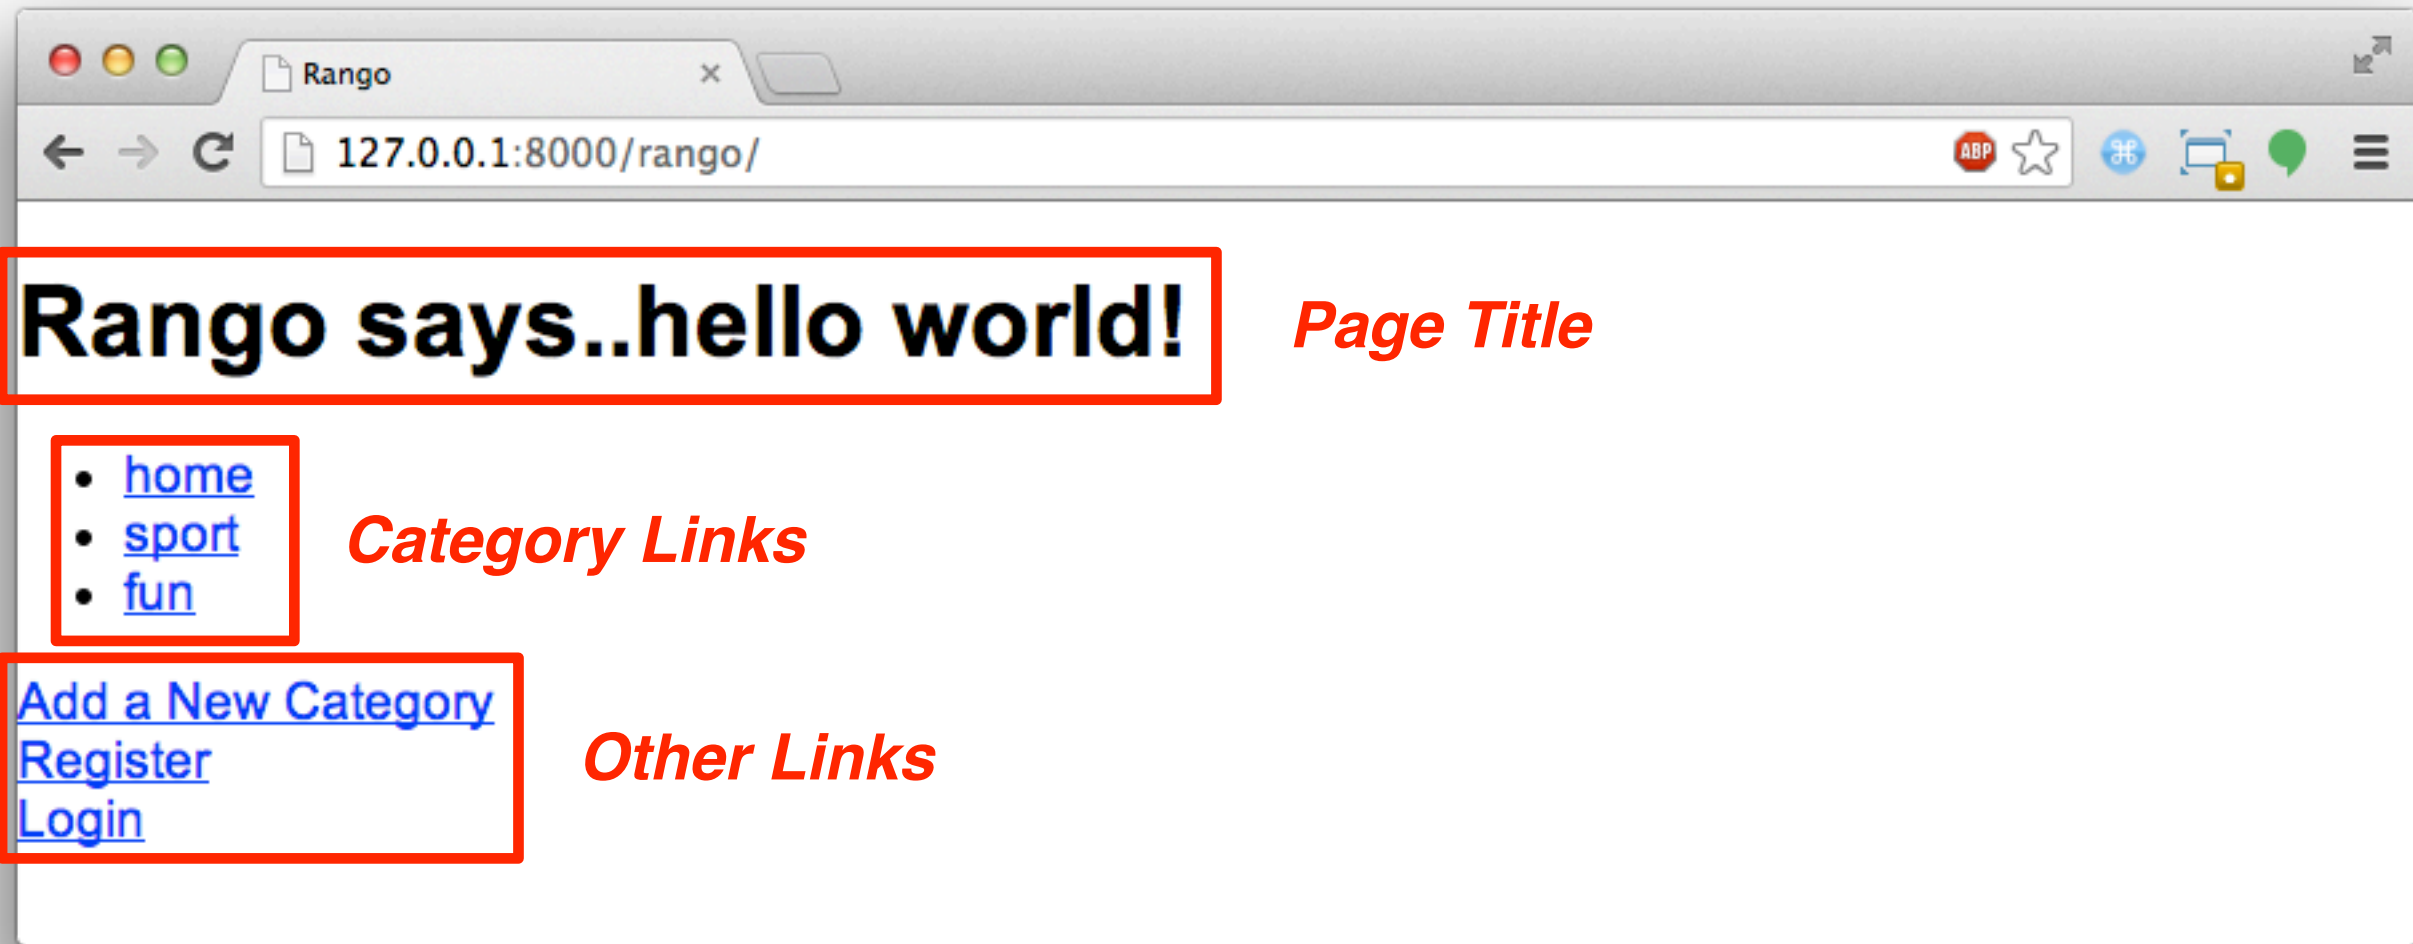 Rango
127.0.0.1:8000/rango/
ABP
Rango says..hello world!
Page Title
home
sport
fun
Category Links
Add a New Category
Register
Login
Other Links